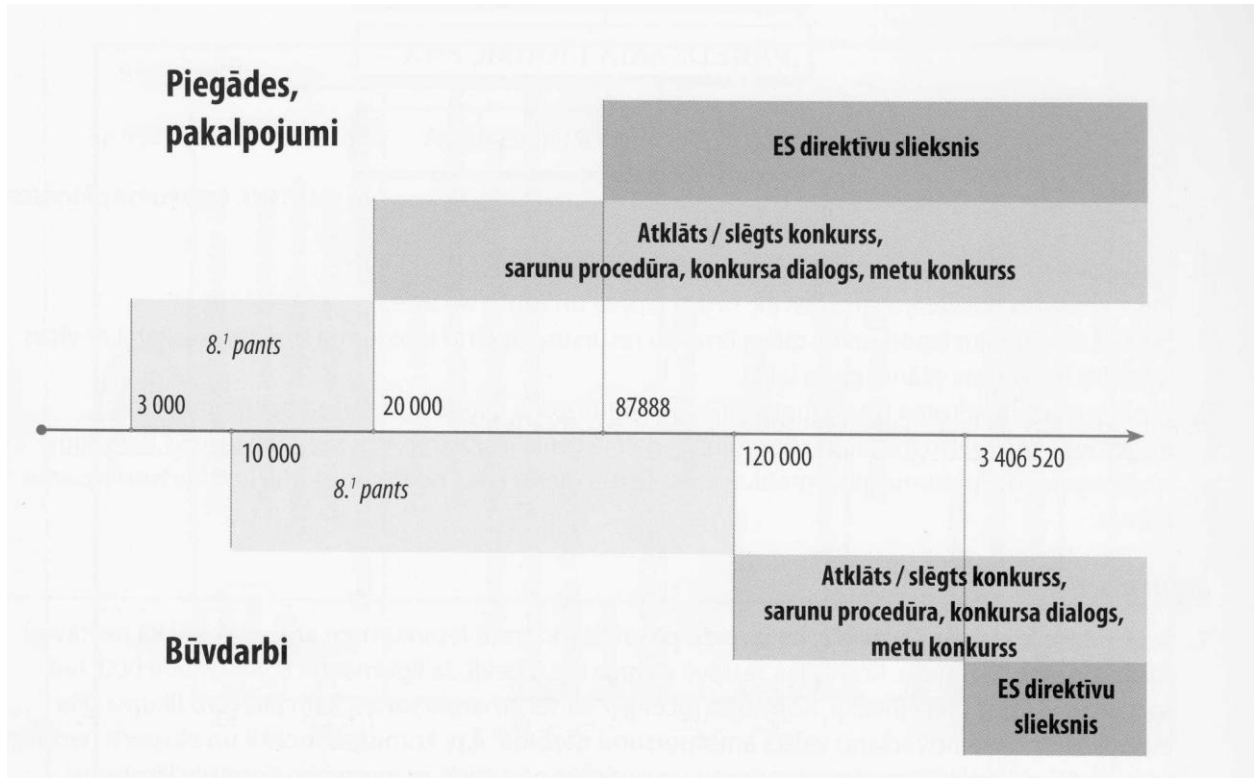 Piegādes,
pakalpojumi
ES direktīvu slieksnis
Atklāts / slēgts konkurss,
sarunu procedūra, konkursa dialogs, metu konkurss
8.¹ pants
3 000
20 000
87888
10 000
120 000
3 406 520
8.¹ pants
Atklāts / slēgts konkurss,
sarunu procedūra, konkursa dialogs,
metu konkurss
Būvdarbi
ES direktīvu
slieksnis